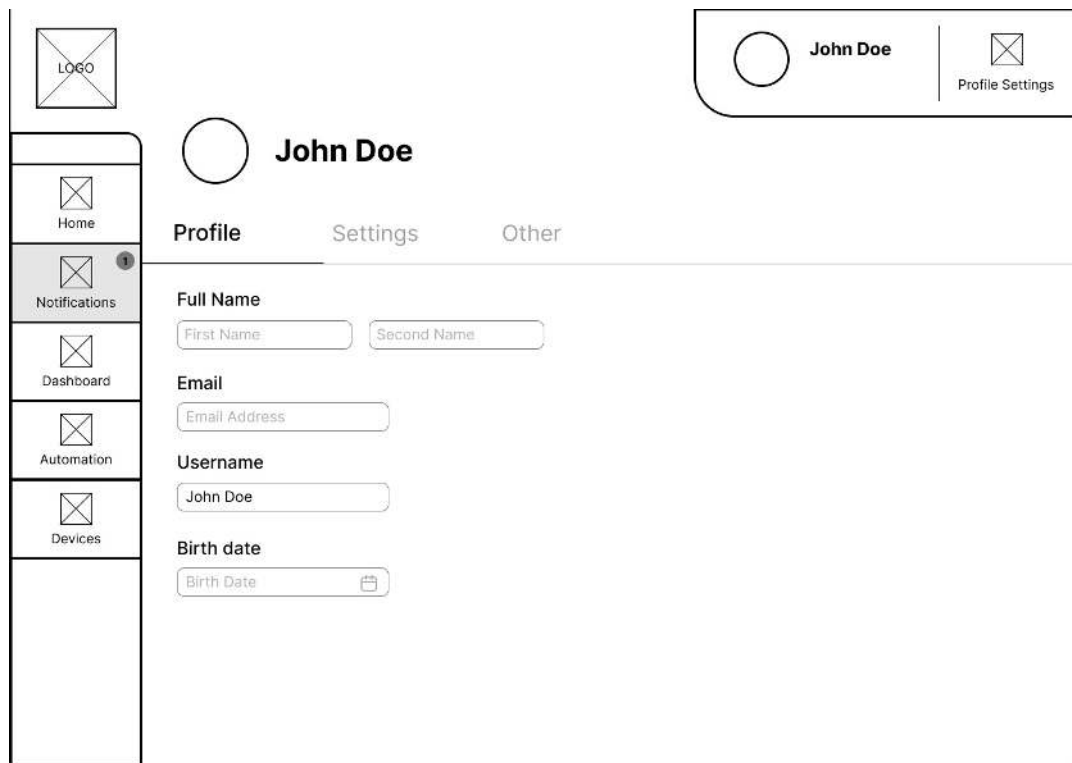 LOGO
John Doe
Profile Settings
John Doe
Home
Notifications
1
Dashboard
Automation
Devices
Profile Settings Other
Full Name
First Name Second Name
Email
Email Address
Username
John Doe
Birth date
Birth Date